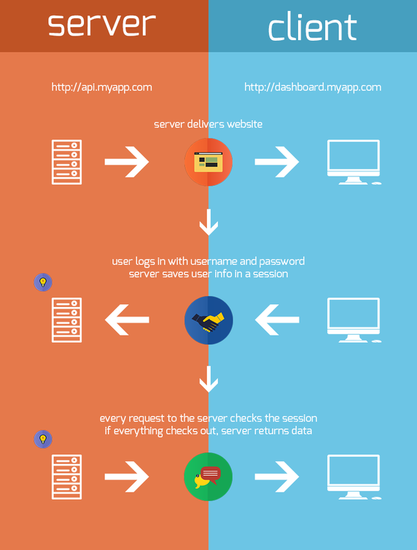 server
client
http://api.myapp.com
http://dashboard.myapp.com
server delivers website
user logs in with username and password
server saves user info in a session
every request to the server checks the session
if everything checks out, server returns data